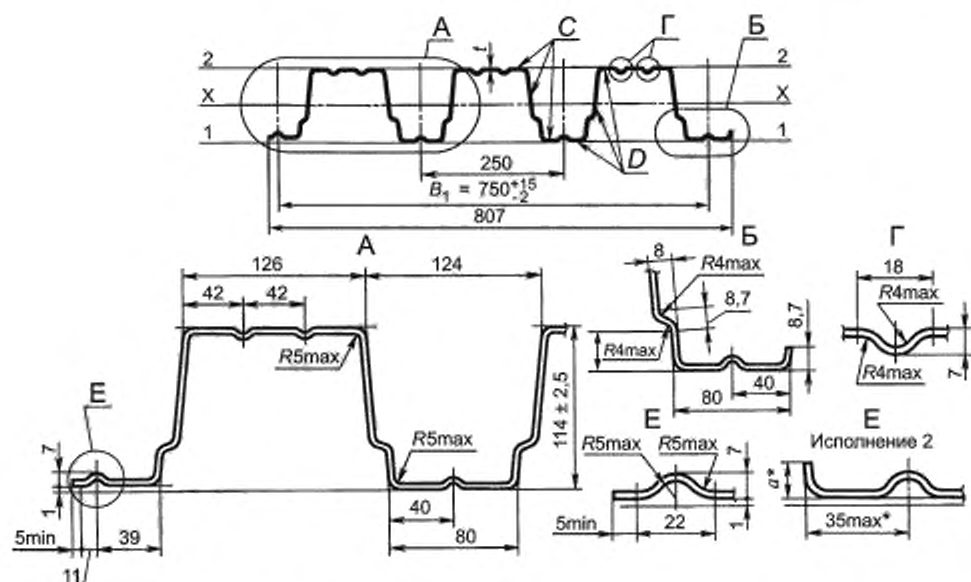 А
С
Г
Б
2
t
2
X
X
1
1
D
250
B₁ = 750 +15 -2
807
А
126
124
42
42
R5max
R5max
114 ± 2,5
Е
7
1
5min
11
39
40
80
Б
8
R4max
8,7
8,7
R4max
40
80
Г
18
R4max
R4max
7
Е
R5max
R5max
7
5min
22
1
Е
Исполнение 2
a*
35max*